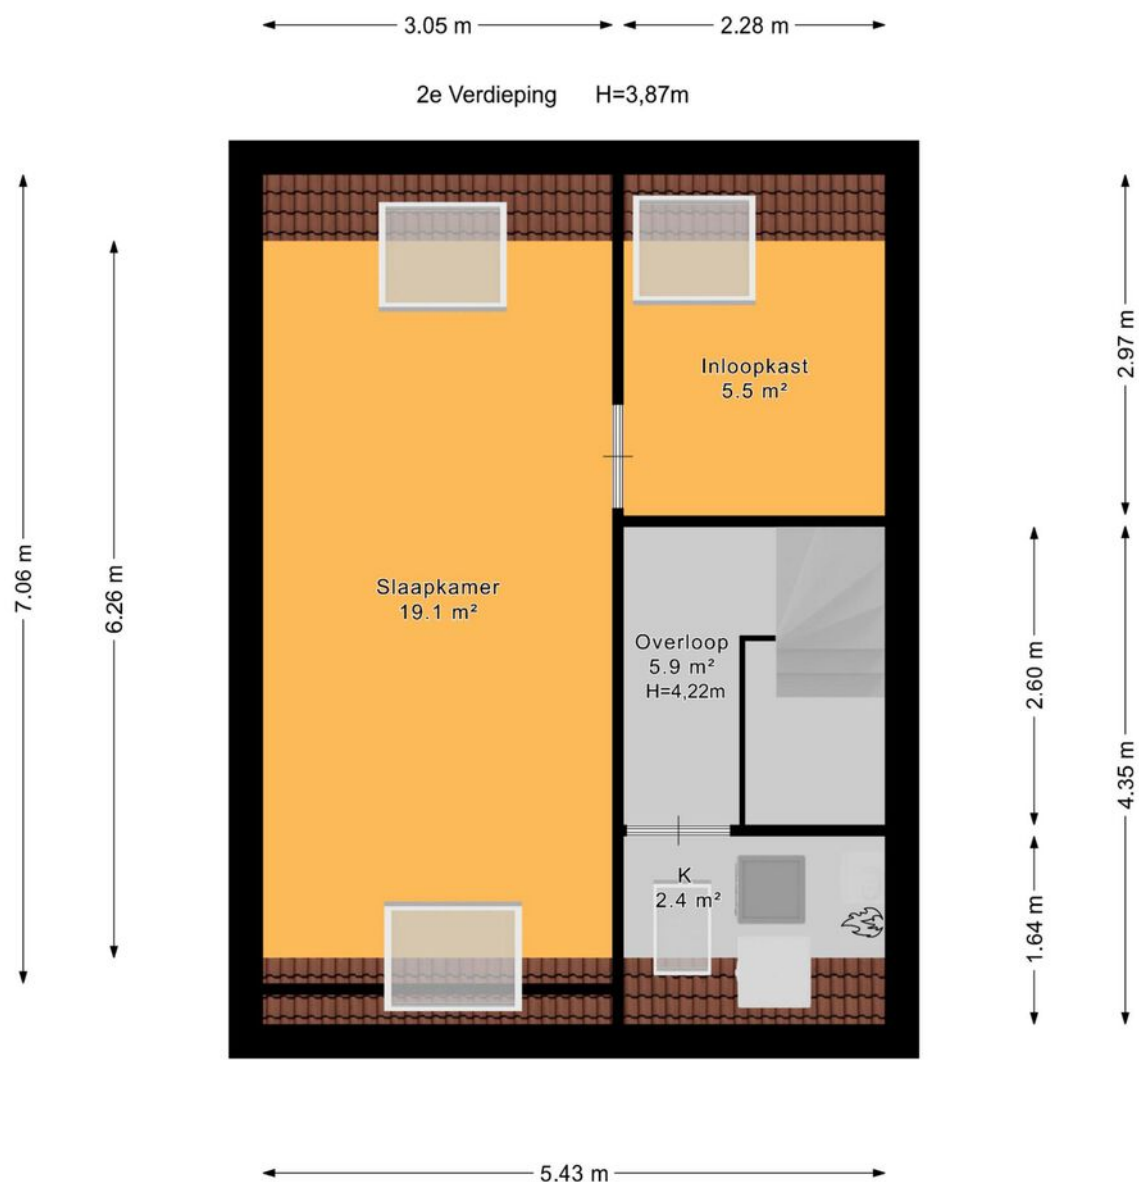 3.05 m
2.28 m
2e Verdieping H=3,87m
7.06 m
6.26 m
2.97 m
Inloopkast
5.5 m²
Slaapkamer
19.1 m²
Overloop
5.9 m²
H=4,22m
2.60 m
4.35 m
K
2.4 m²
1.64 m
5.43 m